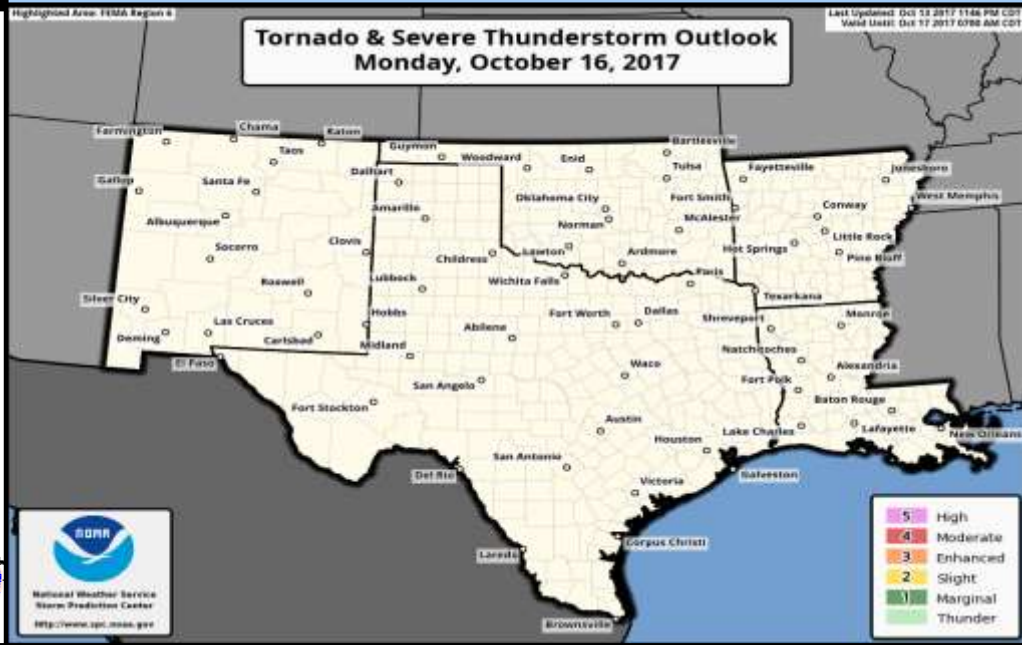 Highlighted Area: FEMA Region 6
Last Updated: Oct 13 2017 1146 PM CDT
Valid Until: Oct 17 2017 0700 AM CDT
Tornado & Severe Thunderstorm Outlook
Monday, October 16, 2017
Farmington
Chama
Raton
Taos
Guymon
Woodward
Enid
Bartlesville
Tulsa
Fayetteville
Jonesboro
Gallup
Santa Fe
Dalhart
Oklahoma City
Fort Smith
West Memphis
Albuquerque
Amarillo
Norman
McAlester
Conway
Socorro
Clovis
Childress
Lawton
Ardmore
Hot Springs
Little Rock
Pine Bluff
Roswell
Lubbock
Wichita Falls
Paris
Texarkana
Silver City
Las Cruces
Hobbs
Abilene
Fort Worth
Dallas
Shreveport
Monroe
Deming
Carlsbad
Midland
El Paso
Natchitoches
Waco
Alexandria
San Angelo
Fort Polk
Fort Stockton
Baton Rouge
Austin
Houston
Lake Charles
Lafayette
New Orleans
San Antonio
Del Rio
Galveston
Victoria
Laredo
Corpus Christi
Brownsville
NOAA
National Weather Service
Storm Prediction Center
http://www.spc.noaa.gov
5 High
4 Moderate
3 Enhanced
2 Slight
1 Marginal
Thunder